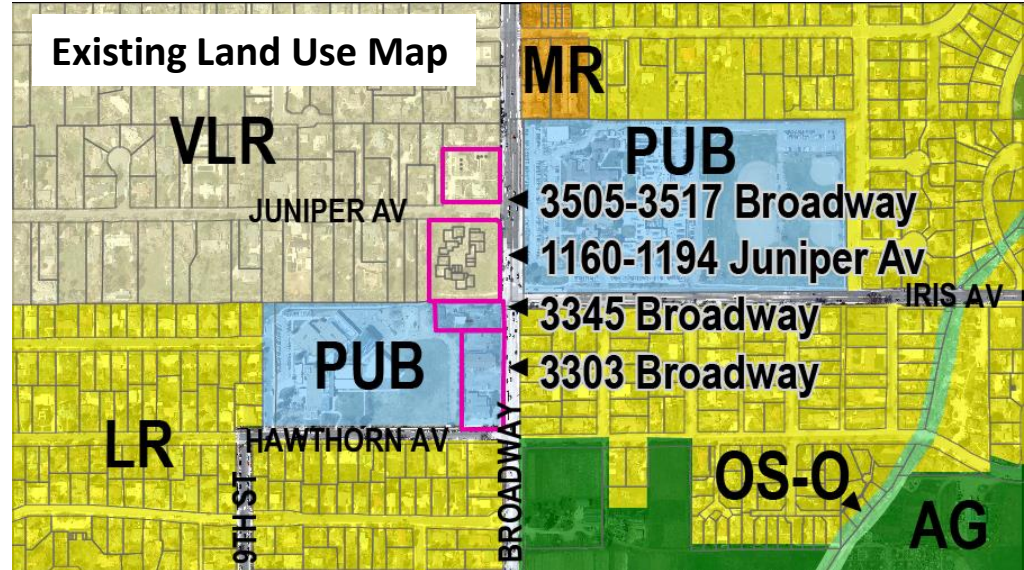 Existing Land Use Map
MR
VLR
PUB
JUNIPER AV
3505-3517 Broadway
1160-1194 Juniper Av
IRIS AV
3345 Broadway
PUB
3303 Broadway
LR
HAWTHORN AV
BROADWAY
OS-O
9TH ST
AG